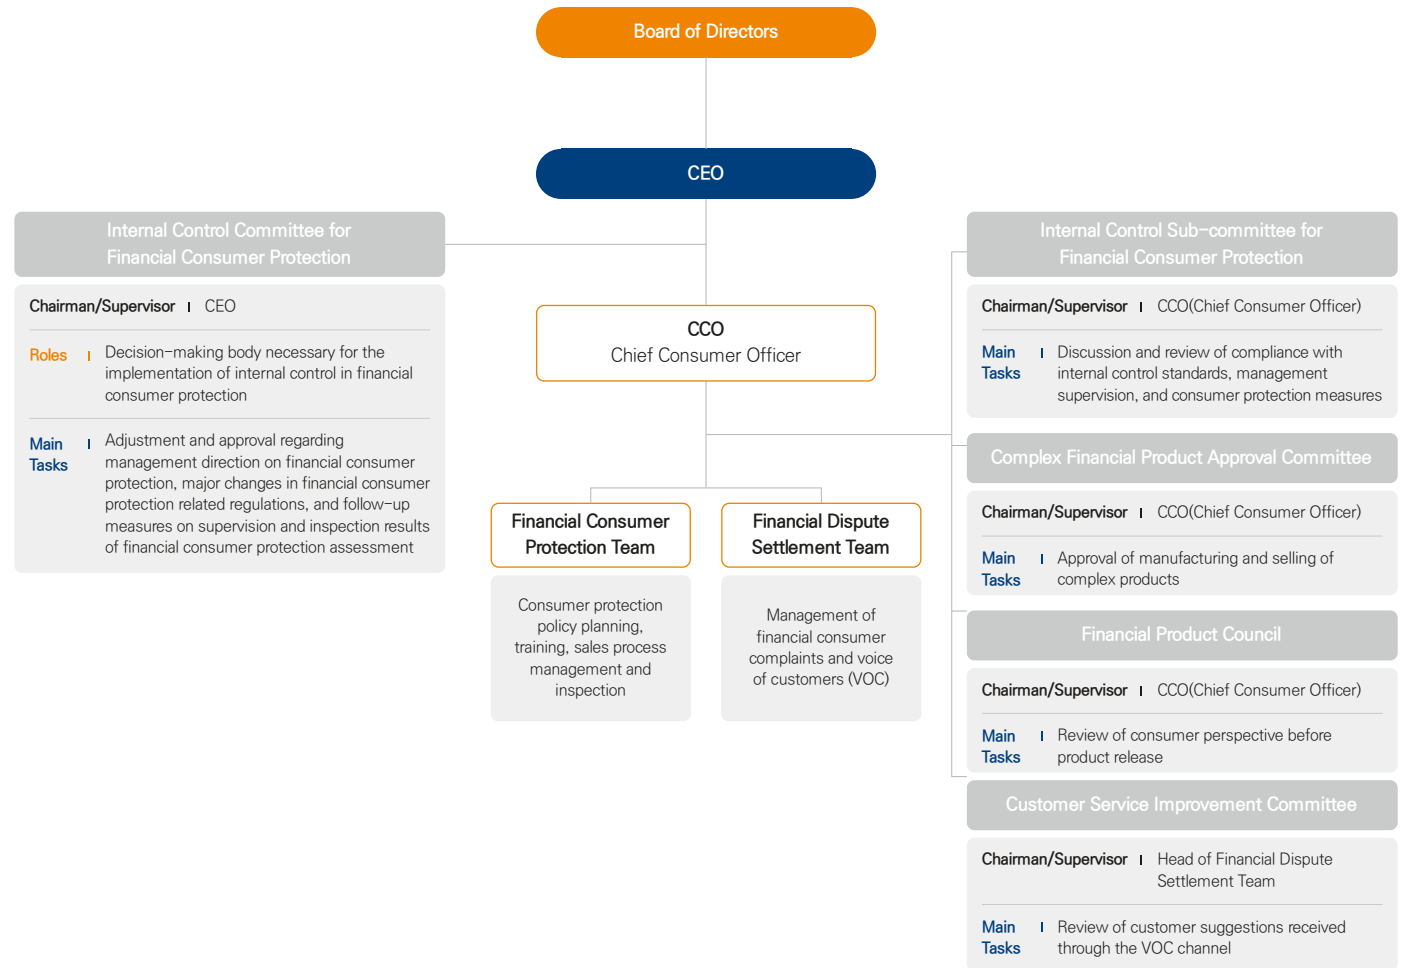 Board of Directors
CEO
Internal Control Committee for
Financial Consumer Protection
Chairman/Supervisor ı CEO
Roles ı Decision-making body necessary for the
implementation of internal control in financial
consumer protection
Main ı Adjustment and approval regarding
Tasks management direction on financial consumer
protection, major changes in financial consumer
protection related regulations, and follow-up
measures on supervision and inspection results
of financial consumer protection assessment
CCO
Chief Consumer Officer
Financial Consumer
Protection Team
Consumer protection
policy planning,
training, sales process
management and
inspection
Financial Dispute
Settlement Team
Management of
financial consumer
complaints and voice
of customers (VOC)
Internal Control Sub-committee for
Financial Consumer Protection
Chairman/Supervisor ı CCO(Chief Consumer Officer)
Main ı Discussion and review of compliance with
Tasks internal control standards, management
supervision, and consumer protection measures
Complex Financial Product Approval Committee
Chairman/Supervisor ı CCO(Chief Consumer Officer)
Main ı Approval of manufacturing and selling of
Tasks complex products
Financial Product Council
Chairman/Supervisor ı CCO(Chief Consumer Officer)
Main ı Review of consumer perspective before
Tasks product release
Customer Service Improvement Committee
Chairman/Supervisor ı Head of Financial Dispute
Settlement Team
Main ı Review of customer suggestions received
Tasks through the VOC channel